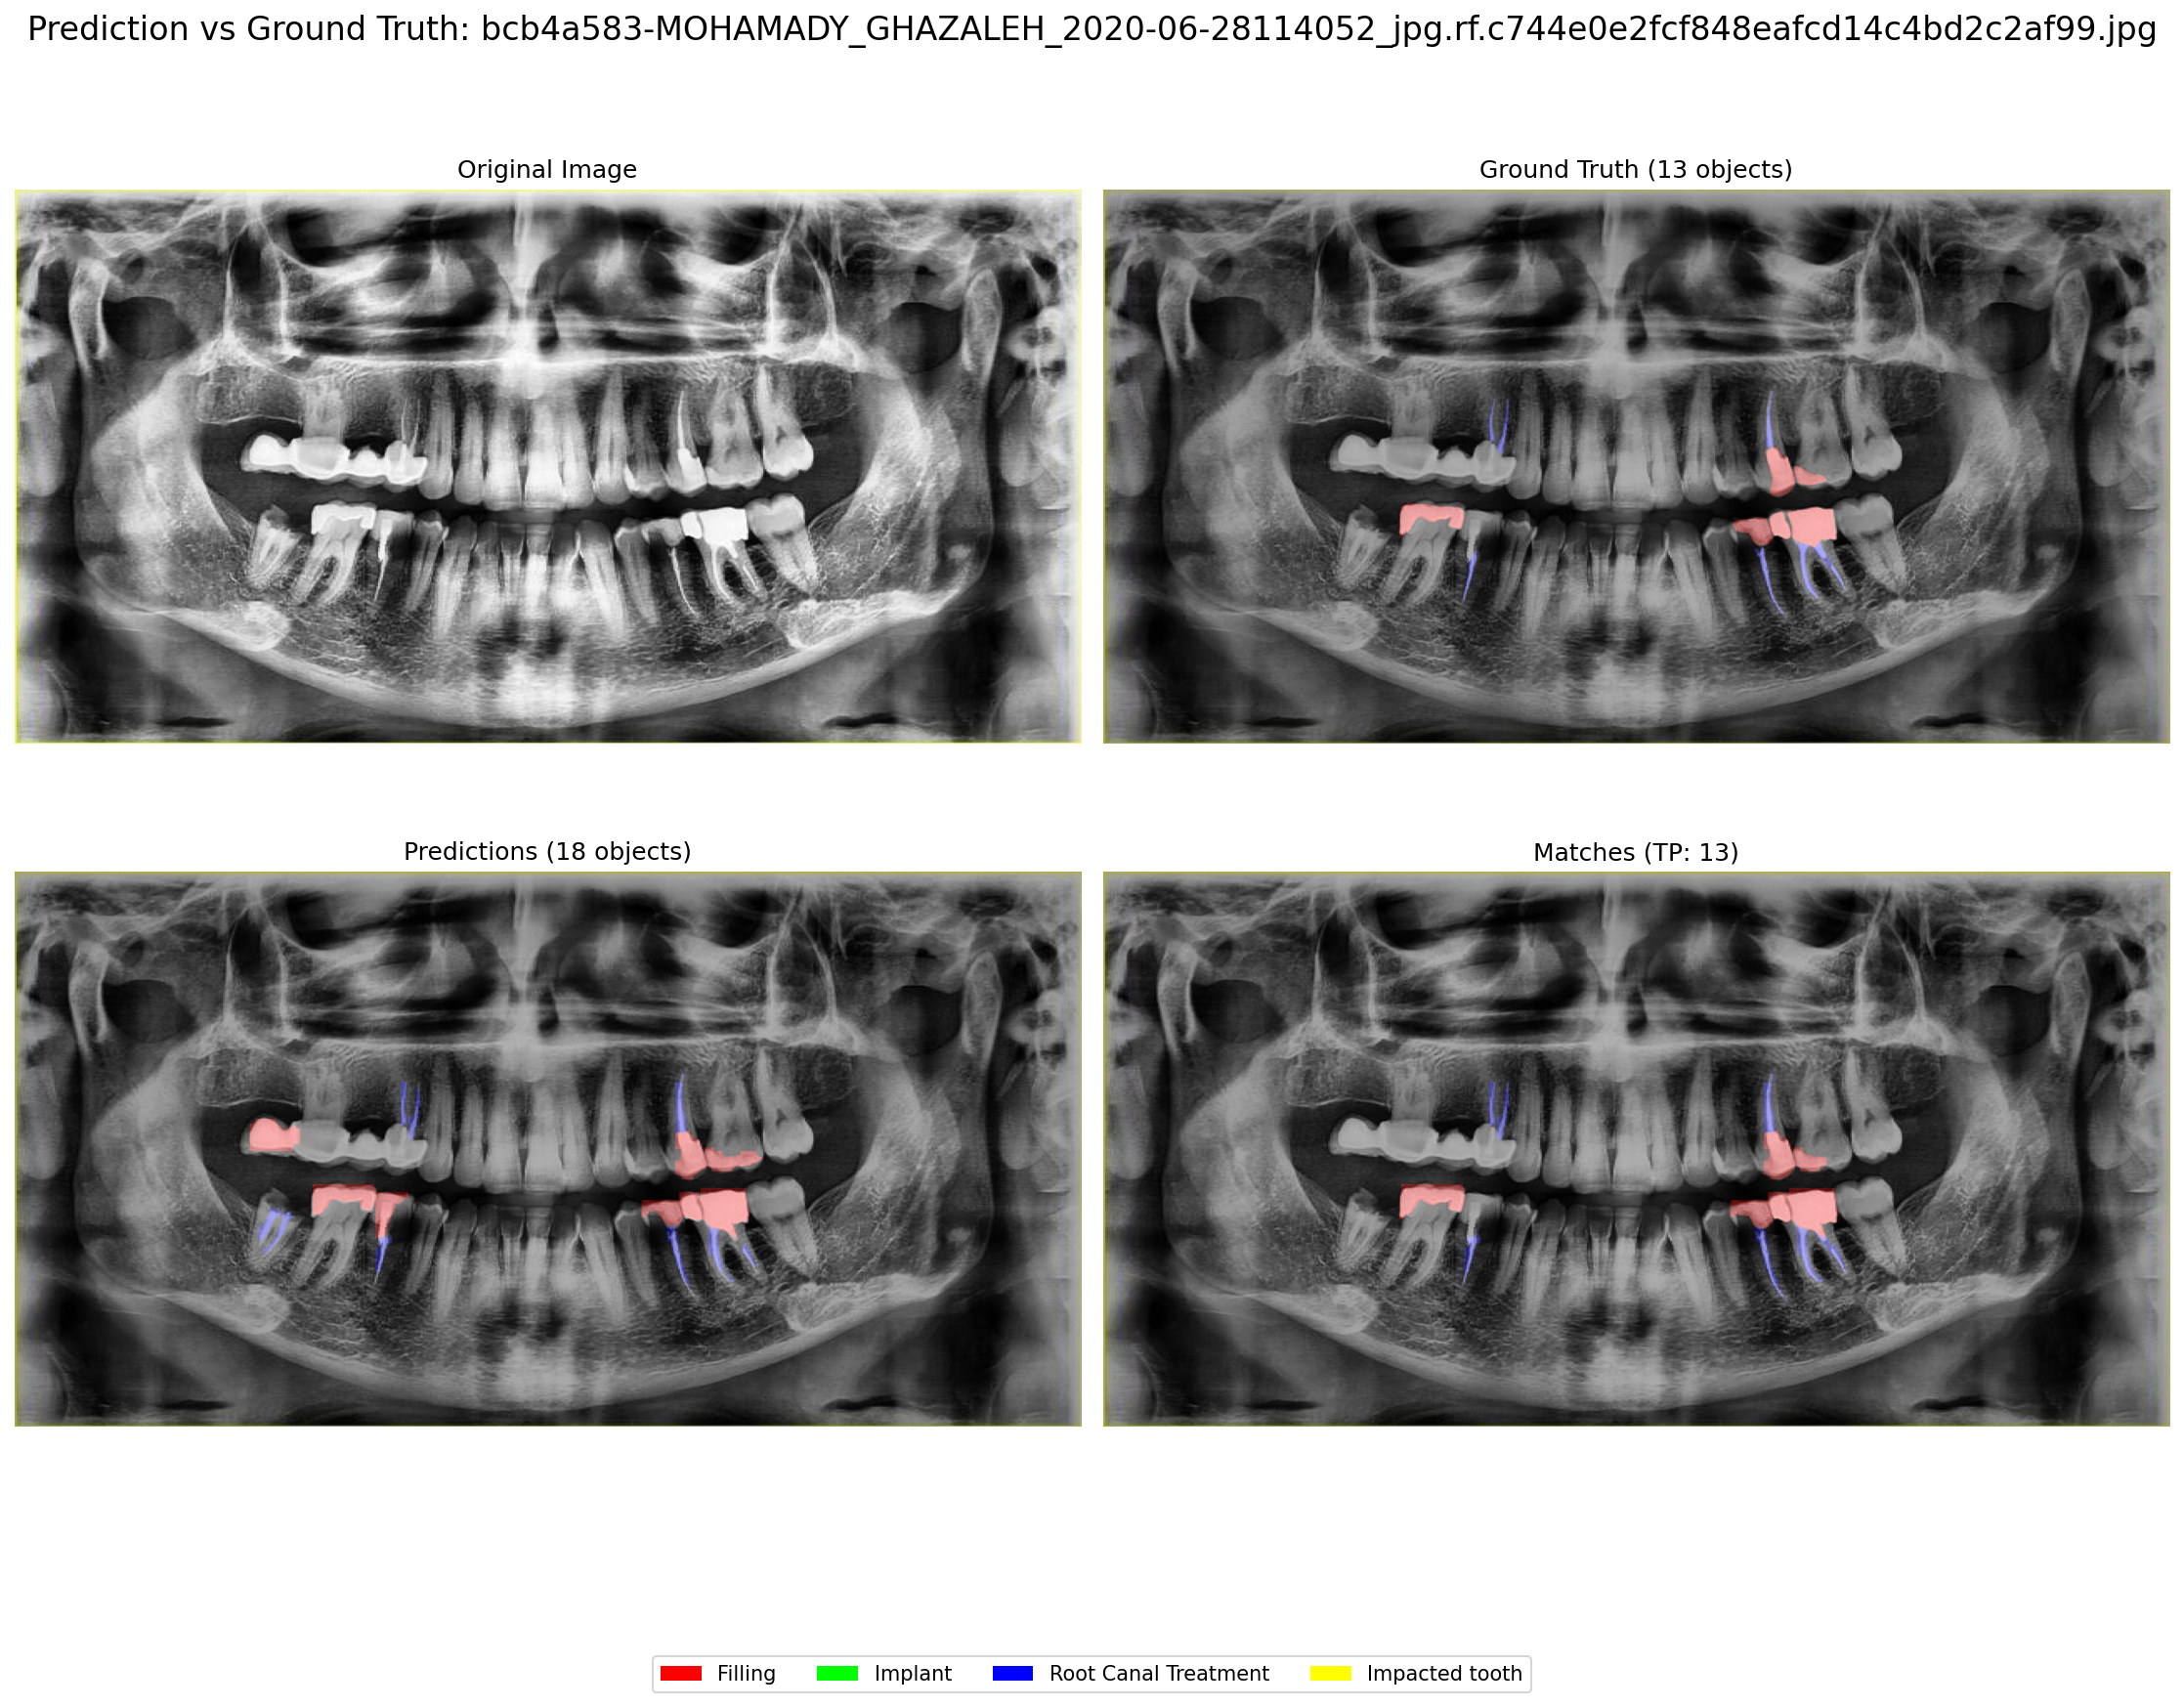 Prediction vs Ground Truth: bcb4a583-MOHAMADY_GHAZALEH_2020-06-28114052_jpg.rf.c744e0e2fcf848eafcd14c4bd2c2af99.jpg
Original Image
Ground Truth (13 objects)
Predictions (18 objects)
Matches (TP: 13)
Filling
Implant
Root Canal Treatment
Impacted tooth